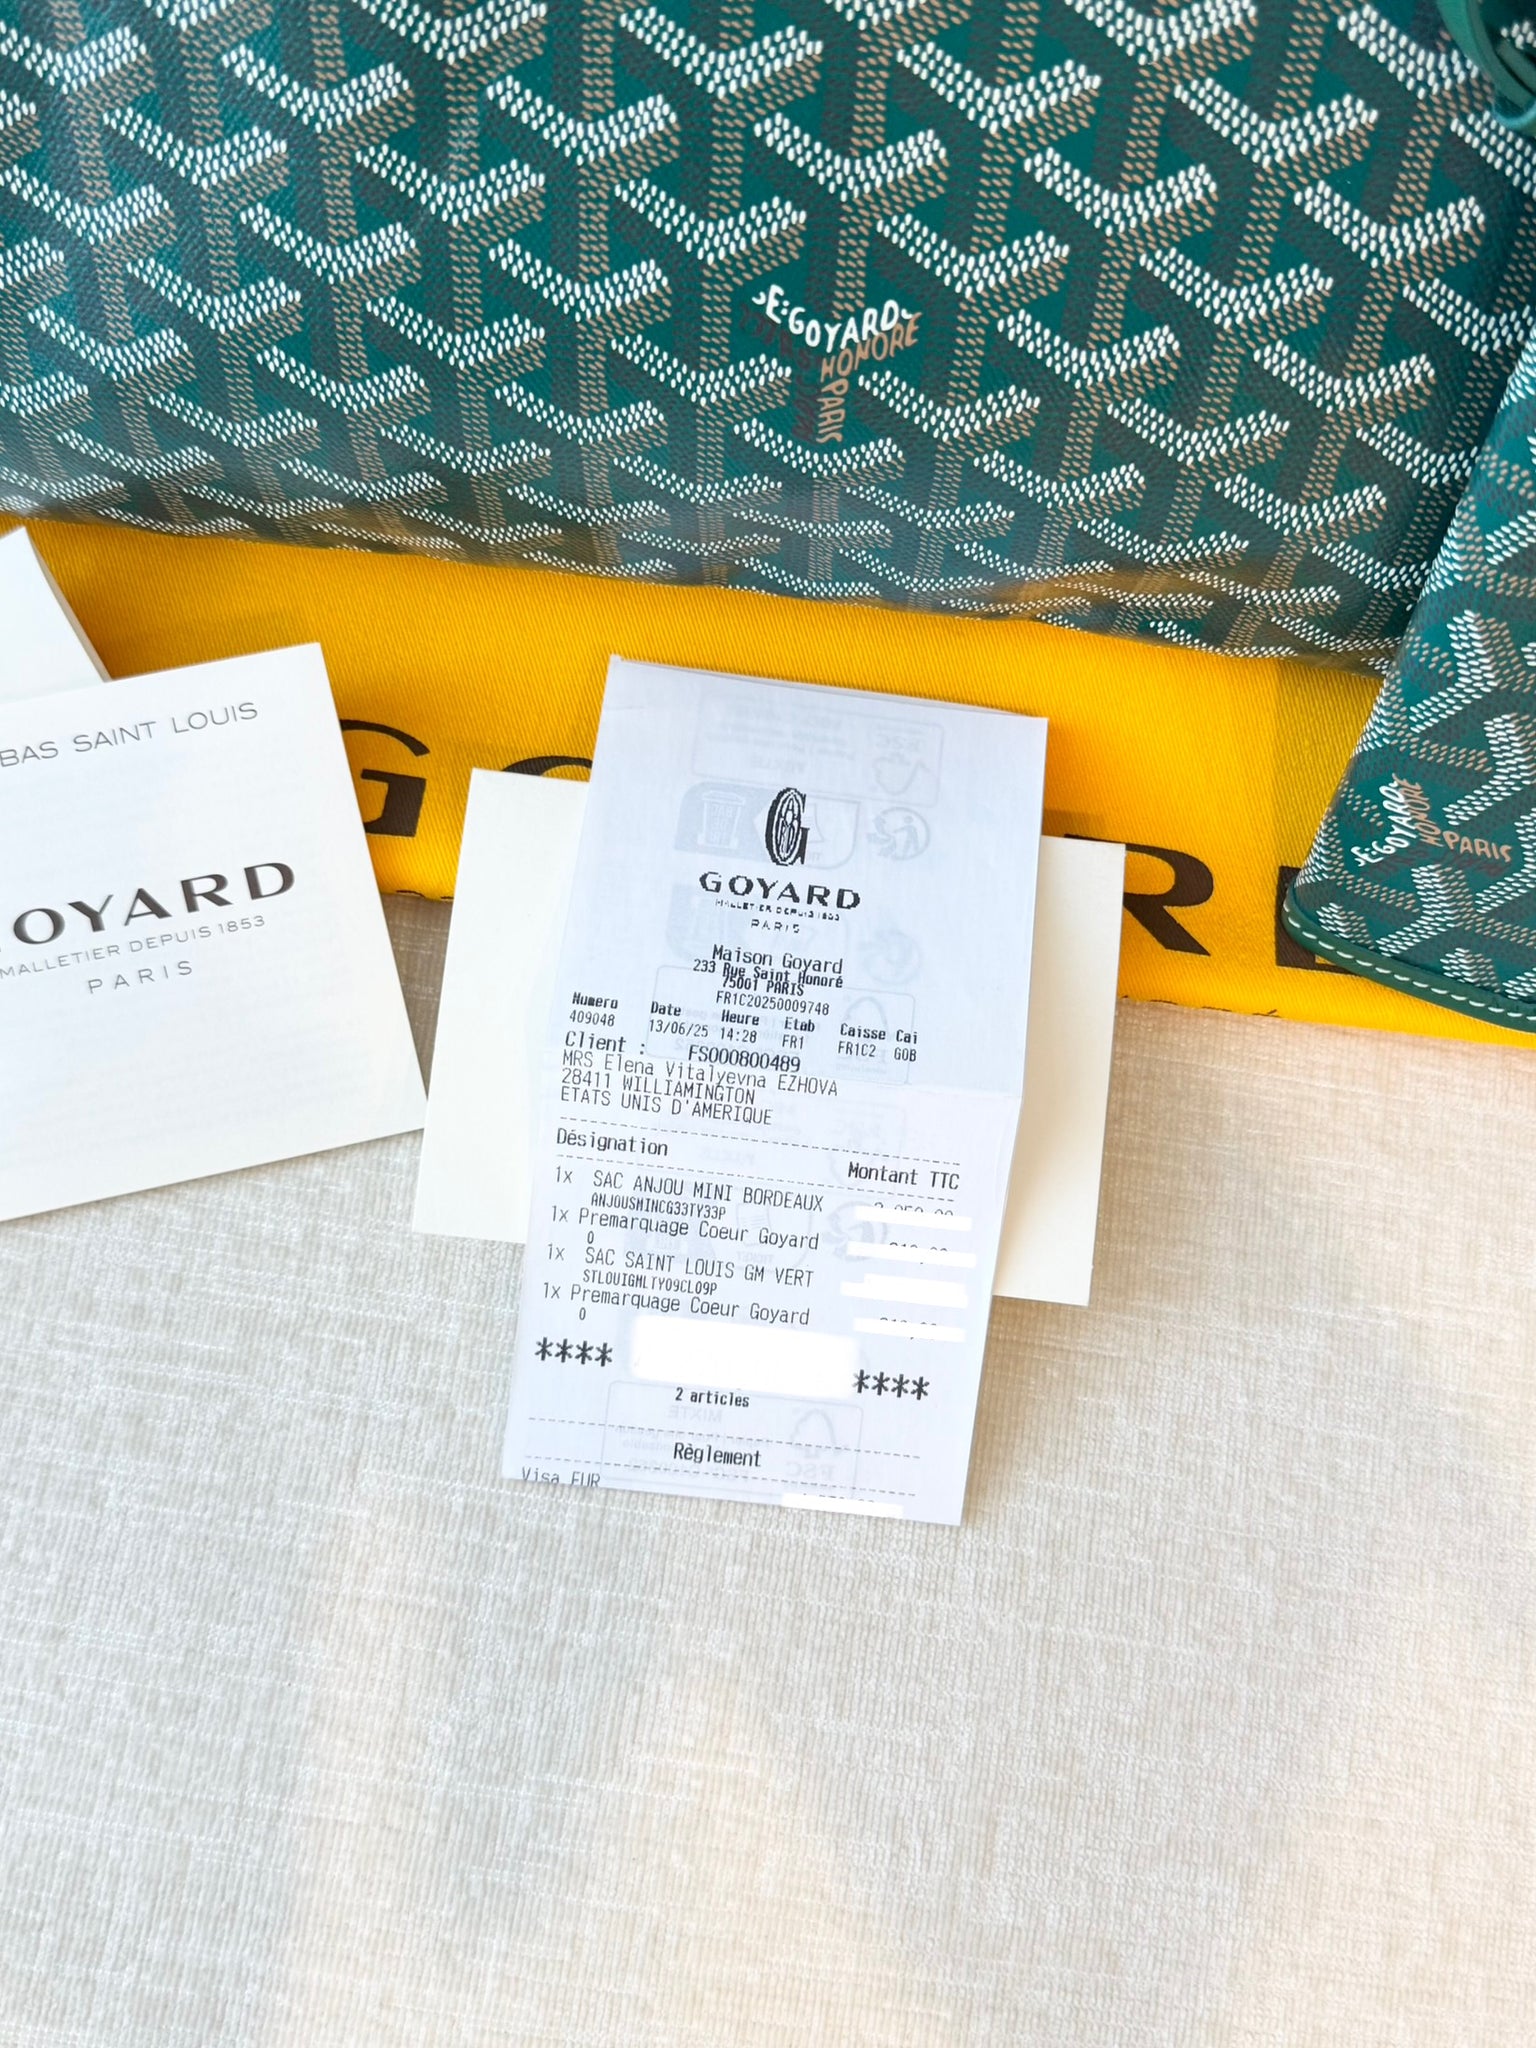 E.GOYARD
HONORE
PARIS
BAS SAINT LOUIS
GOYARD
MALLETIER DEPUIS 1853
PARIS
E.GOYARD
HONORE
PARIS
GOYARD
MALLETIER DEPUIS 1853
PARIS
Maison Goyard
233 Rue Saint Honoré
75001 PARIS
FR1C20250009748
Numero Date Heure Etab Caisse Cai
409048 13/06/25 14:28 FR1 FR1C2 GOB
Client : FS000800489
MRS Elena Vitalyevna EZHOVA
28411 WILLIAMINGTON
ETATS UNIS D'AMERIQUE
Désignation Montant TTC
1x SAC ANJOU MINI BORDEAUX
ANJOUSMINCG33TY33P
1x Premarquage Coeur Goyard
0
1x SAC SAINT LOUIS GM VERT
STLOUIGMLTY09CL09P
1x Premarquage Coeur Goyard
0
**** ****
2 articles
Règlement
Visa EUR